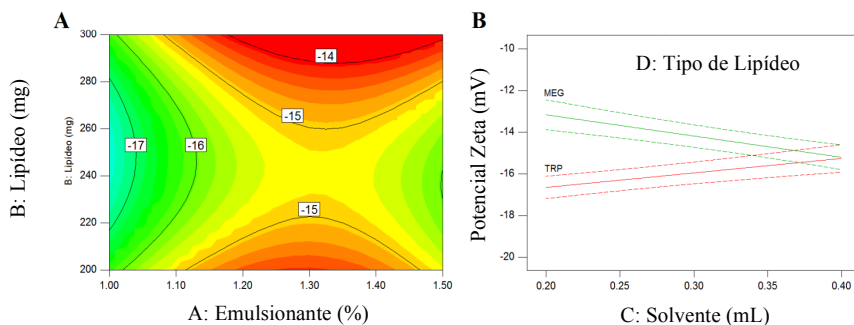 A
B: Lipídeo (mg)
B: Lipídeo (mg)
300
280
260
240
220
200
-14
-15
-17
-16
-15
1.00
1.10
1.20
1.30
1.40
1.50
A: Emulsionante (%)
B
Potencial Zeta (mV)
D: Tipo de Lipídeo
-10
-12
-14
-16
-18
-20
MEG
TRP
0.20
0.25
0.30
0.35
0.40
C: Solvente (mL)